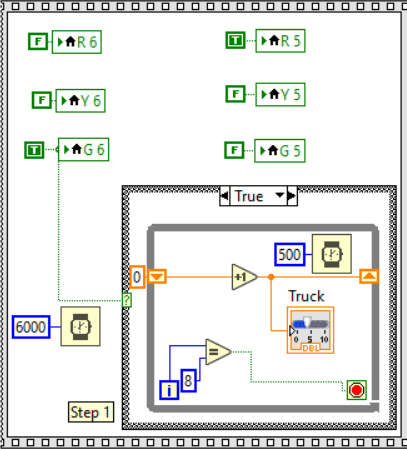 F R 6
T R 5
F Y 6
F Y 5
T G 6
F G 5
True
500
0
+1
Truck
?
0 5 10
DBL
6000
=
8
i
Step 1